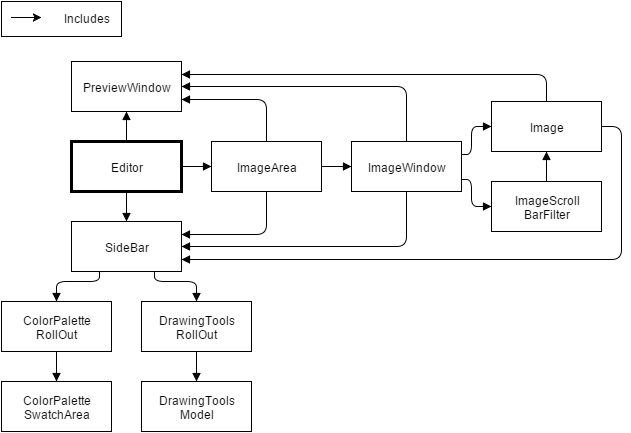 Includes
PreviewWindow
Image
Editor
ImageArea
ImageWindow
ImageScroll
BarFilter
SideBar
ColorPalette
RollOut
DrawingTools
RollOut
ColorPalette
SwatchArea
DrawingTools
Model